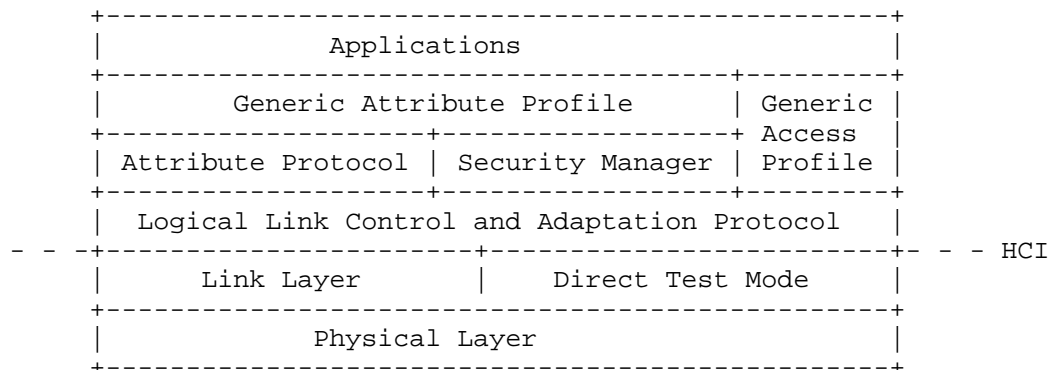 Applications
Generic Attribute Profile | Generic
Access
Attribute Protocol | Security Manager | Profile
Logical Link Control and Adaptation Protocol
- - - HCI
Link Layer | Direct Test Mode
Physical Layer